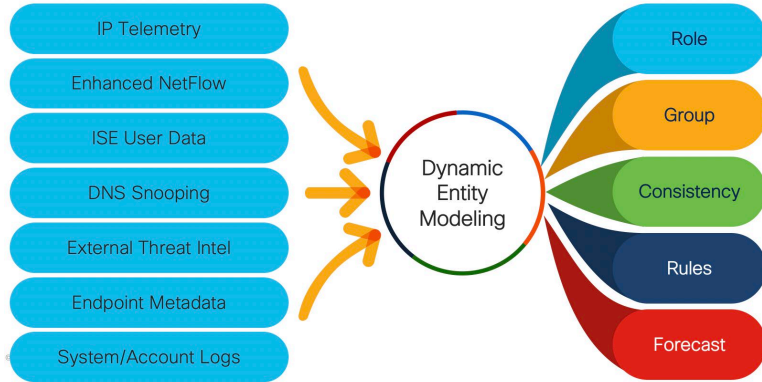 IP Telemetry
Enhanced NetFlow
ISE User Data
DNS Snooping
External Threat Intel
Endpoint Metadata
System/Account Logs
Dynamic
Entity
Modeling
Role
Group
Consistency
Rules
Forecast